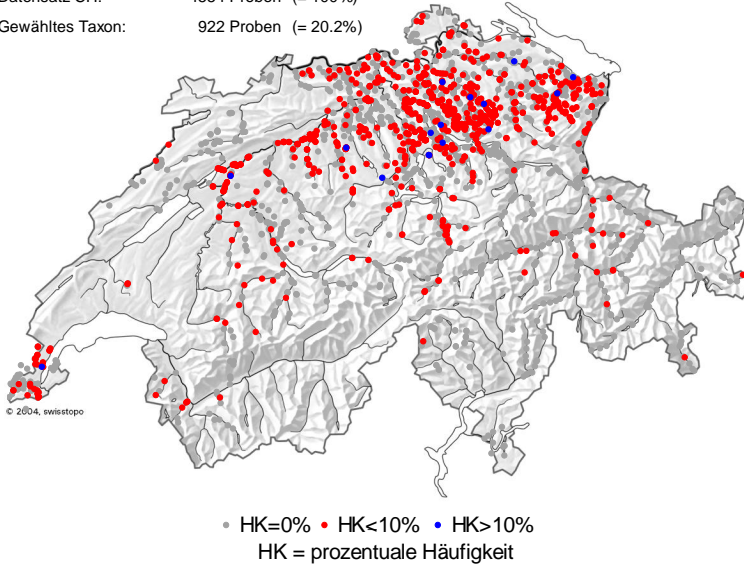 Gewähltes Taxon: 922 Proben (= 20.2%)
© 2004, swisstopo
HK=0% HK<10% HK>10%
HK = prozentuale Häufigkeit